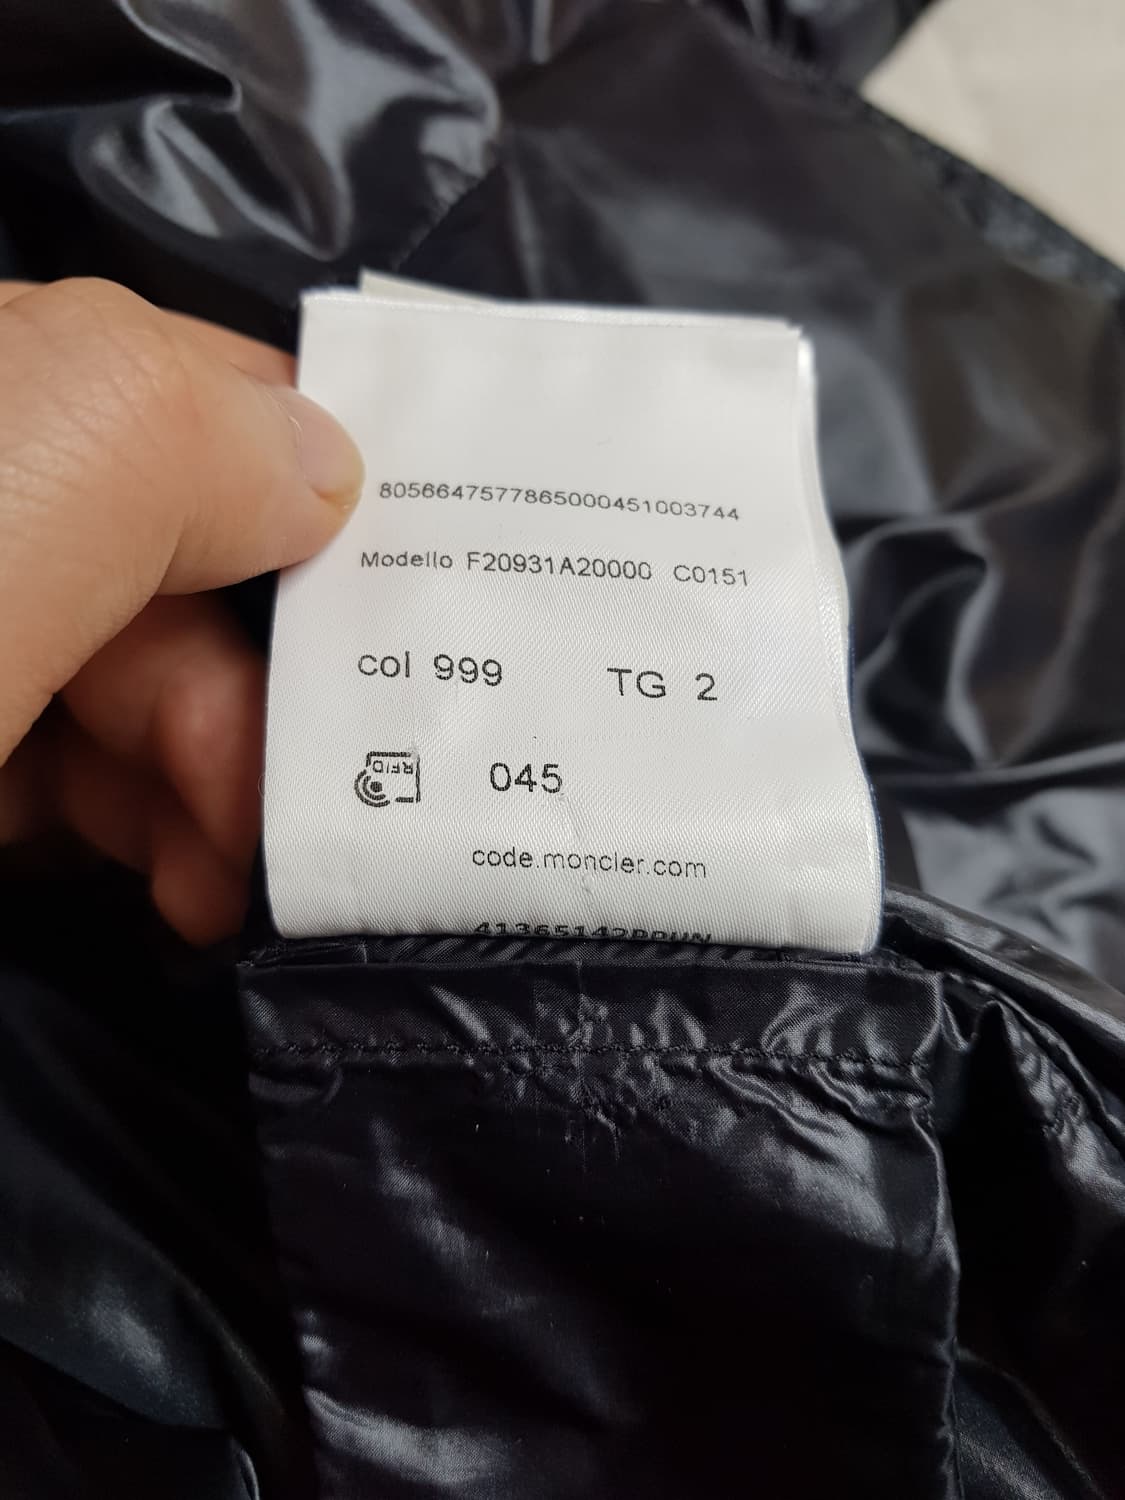 8056647577865000451003744
Modello F20931A20000 C0151
col 999 TG 2
RFID
045
code.moncler.com